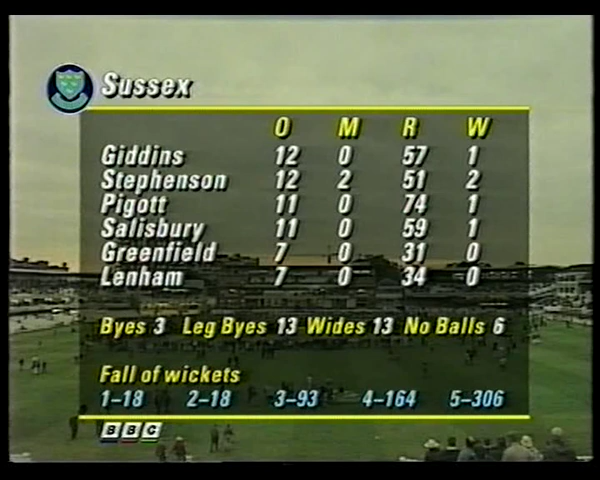 Sussex
O M R W
Giddins 12 0 57 1
Stephenson 12 2 51 2
Pigott 11 0 74 1
Salisbury 11 0 59 1
Greenfield 7 0 31 0
Lenham 7 0 34 0
Byes 3 Leg Byes 13 Wides 13 No Balls 6
Fall of wickets
1-18 2-18 3-93 4-164 5-306
BBC